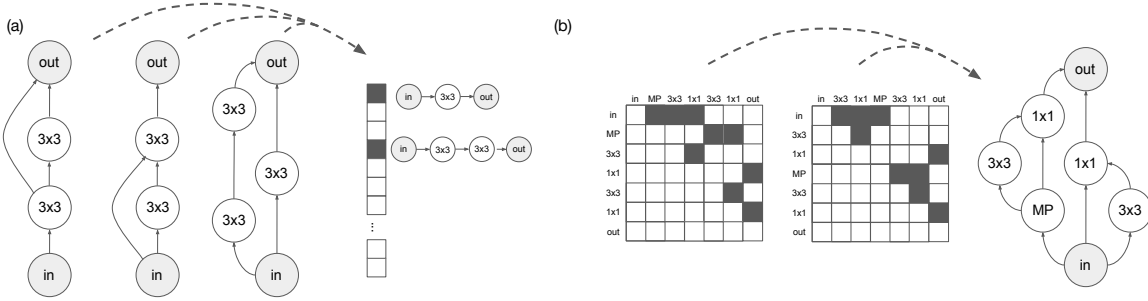 (a)
out
3x3
3x3
in
out
3x3
3x3
in
out
3x3
3x3
3x3
in
in 3x3 out
in 3x3 3x3 out
...
(b)
in MP 3x3 1x1 3x3 1x1 out
in
MP
3x3
1x1
3x3
1x1
out
in 3x3 1x1 MP 3x3 1x1 out
in
3x3
1x1
MP
3x3
1x1
out
out
1x1
3x3 1x1
MP 3x3
in